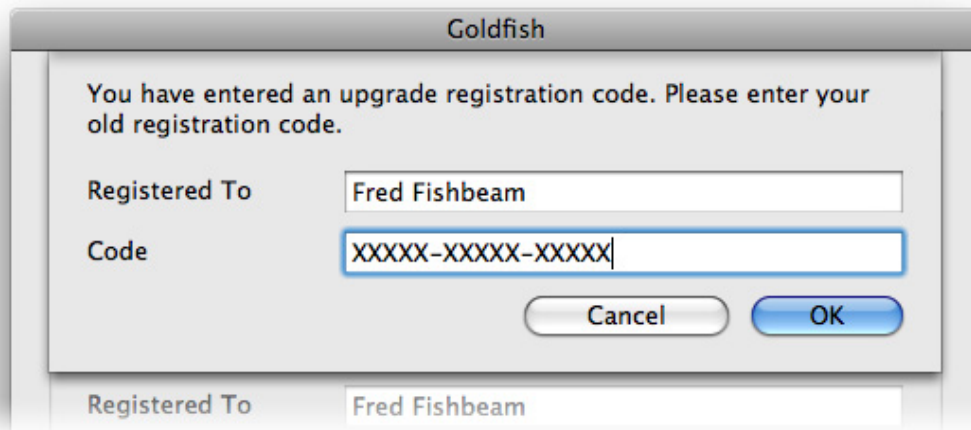 Goldfish
You have entered an upgrade registration code. Please enter your
old registration code.
Registered To Fred Fishbeam
Code XXXXX-XXXXX-XXXXX
Cancel OK
Registered To Fred Fishbeam